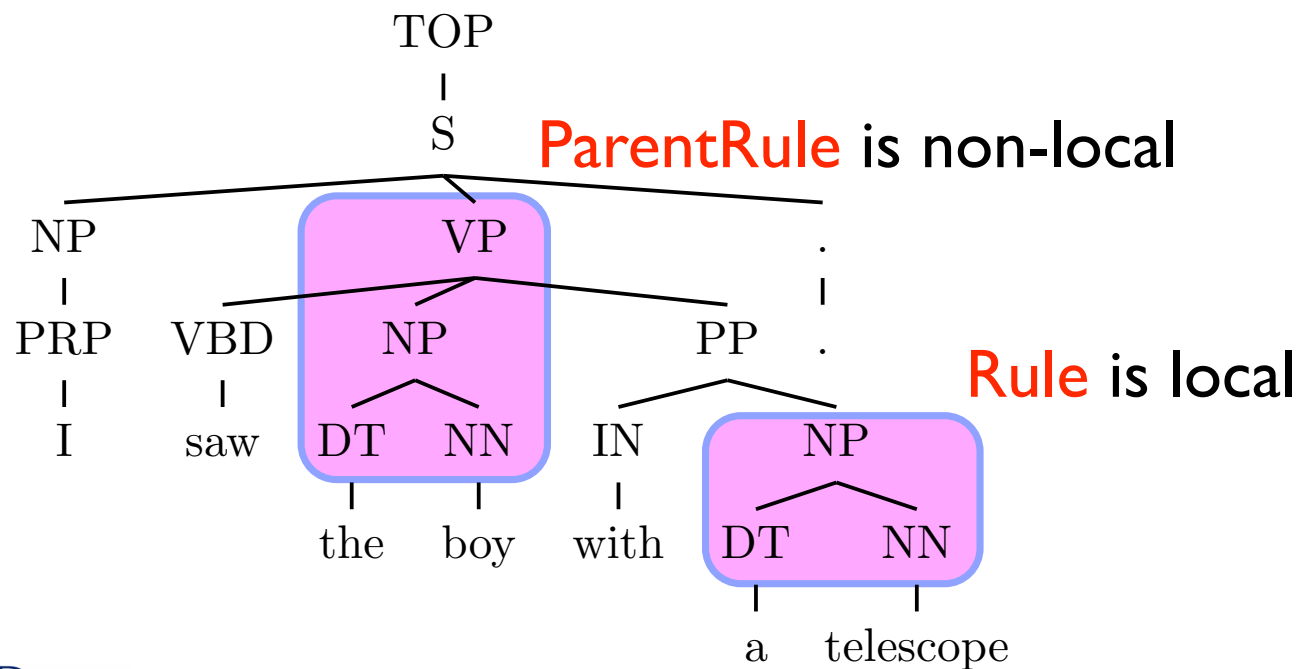 TOP
S
ParentRule is non-local
NP VP .
PRP VBD NP PP .
Rule is local
I saw DT NN IN NP
the boy with DT NN
a telescope